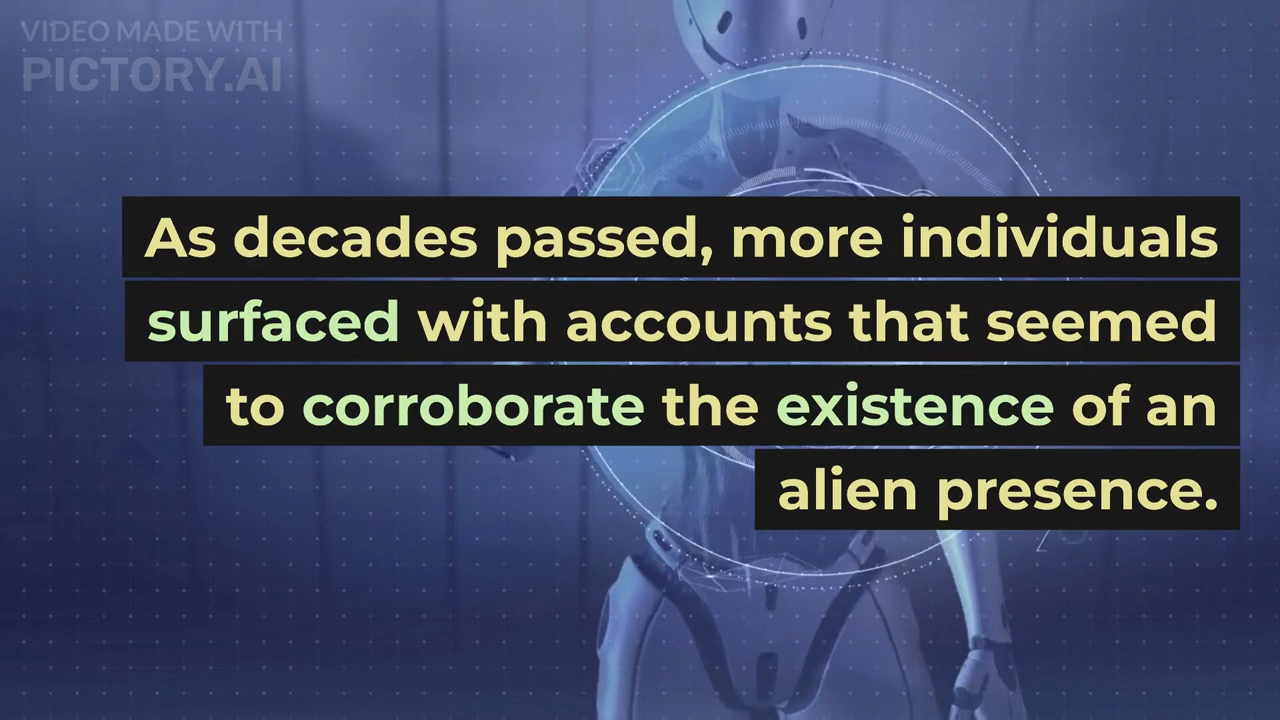 VIDEO MADE WITH
PICTORY.AI
As decades passed, more individuals
surfaced with accounts that seemed
to corroborate the existence of an
alien presence.